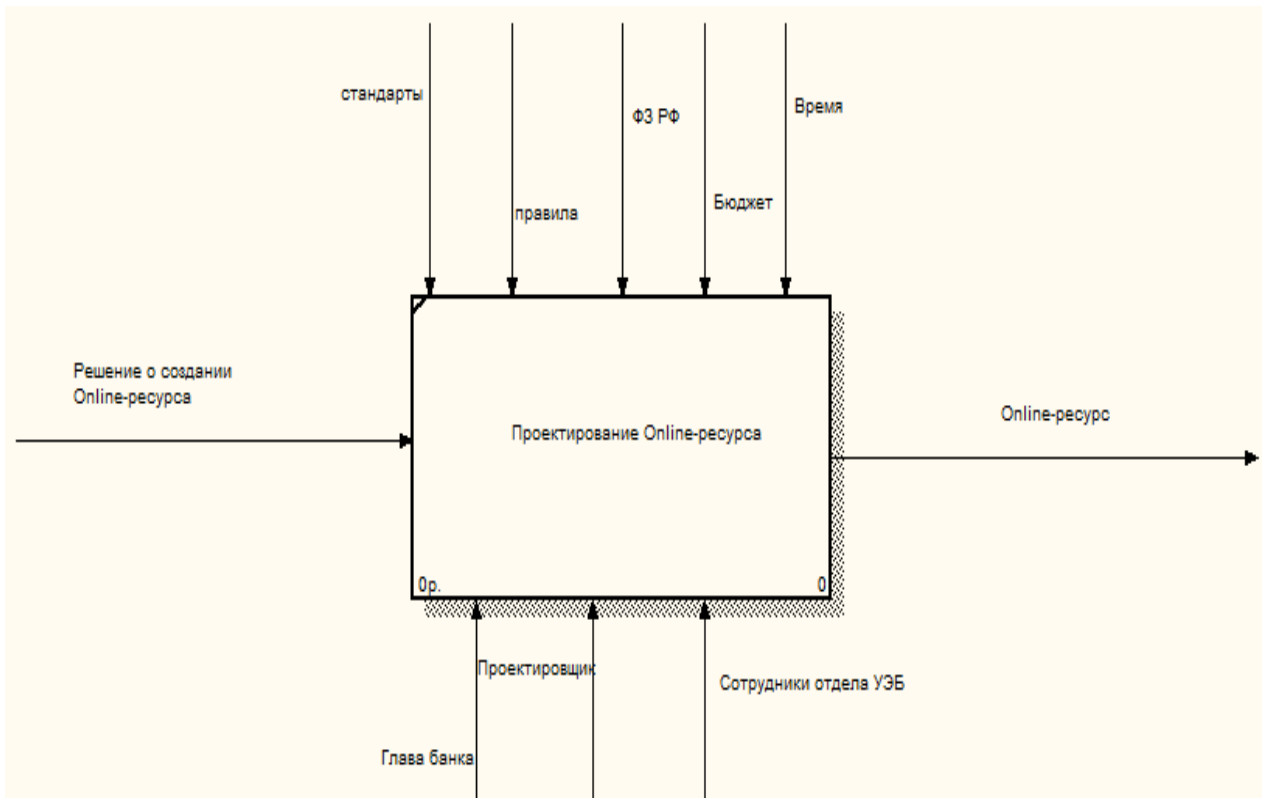 стандарты
ФЗ РФ
Время
правила
Бюджет
Решение о создании
Online-ресурса
Online-ресурс
Проектирование Online-ресурса
0р.
0
Проектировщик
Сотрудники отдела УЭБ
Глава банка